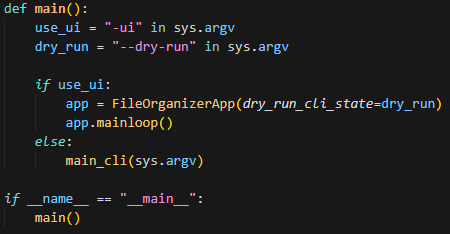 def main():
    use_ui = "-ui" in sys.argv
    dry_run = "--dry-run" in sys.argv

    if use_ui:
        app = FileOrganizerApp(dry_run_cli_state=dry_run)
        app.mainloop()
    else:
        main_cli(sys.argv)

if __name__ == "__main__":
    main()